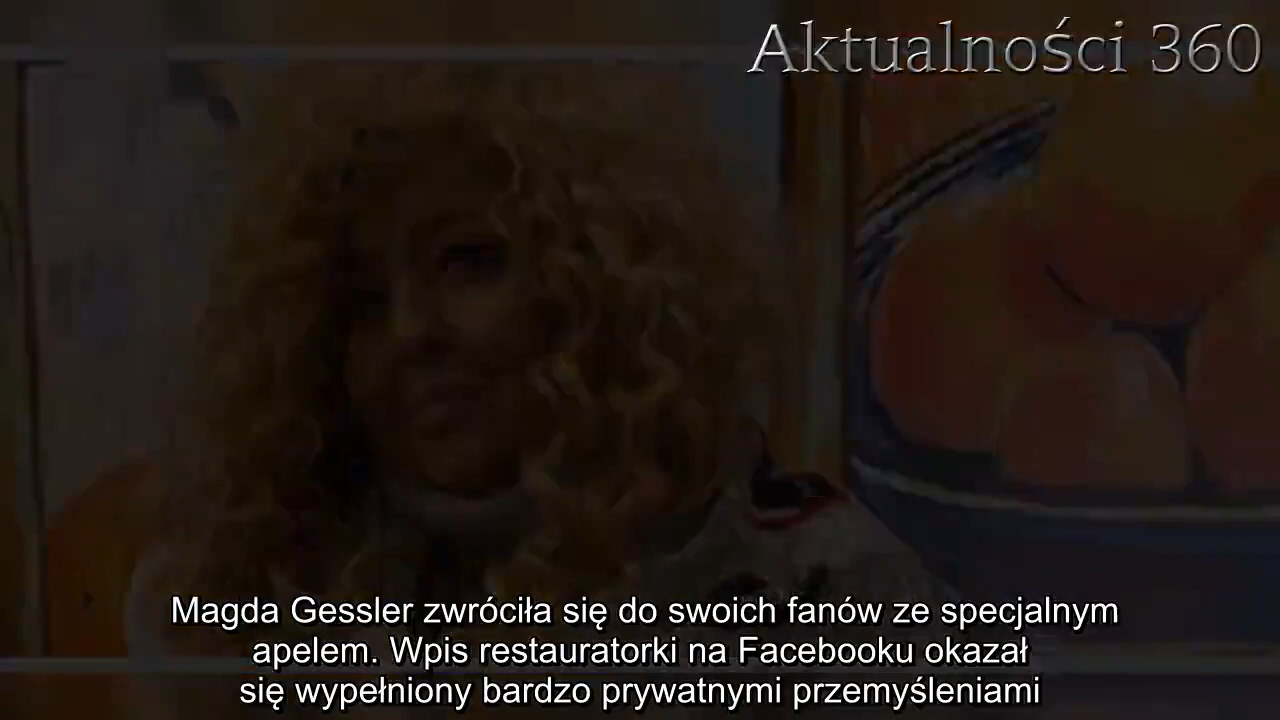 Aktualności 360
Magda Gessler zwróciła się do swoich fanów ze specjalnym
apelem. Wpis restauratorki na Facebooku okazał
się wypełniony bardzo prywatnymi przemyśleniami